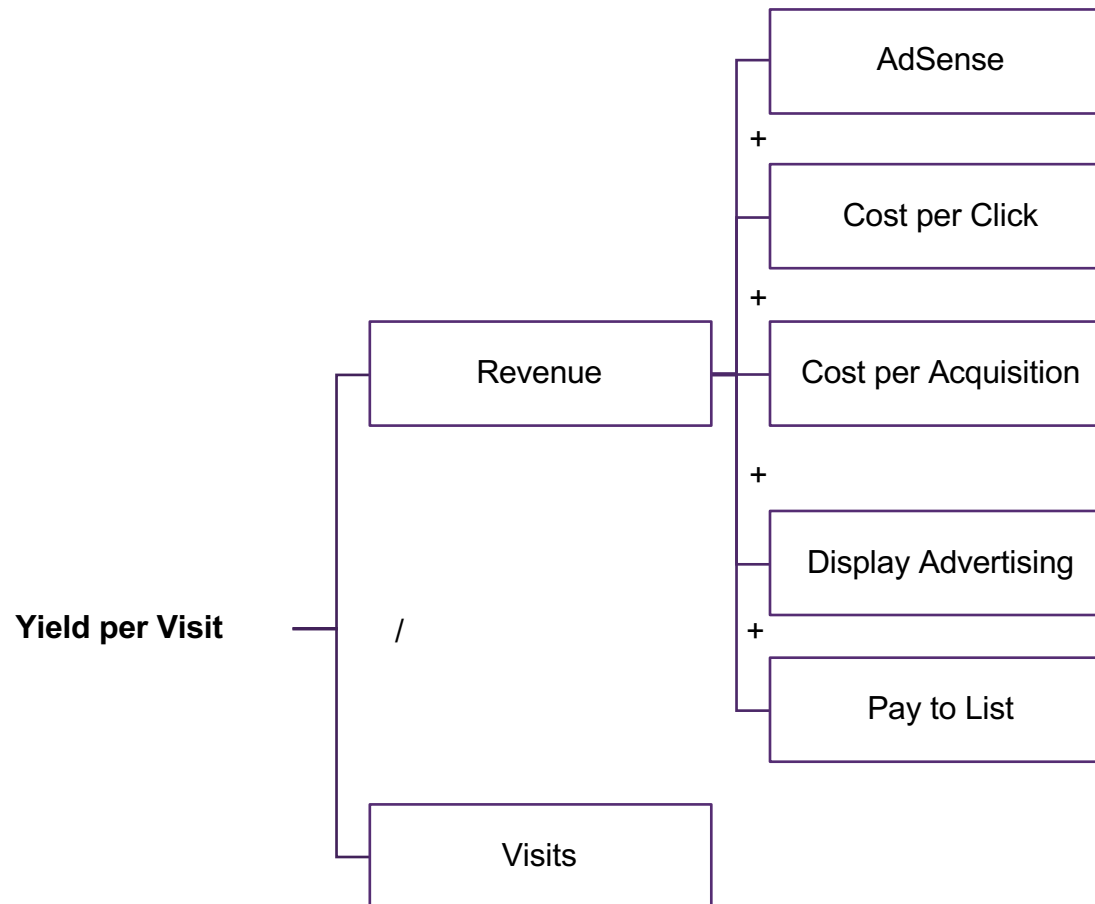 AdSense
+
Cost per Click
+
Revenue
Cost per Acquisition
+
Display Advertising
Yield per Visit
/
+
Pay to List
Visits